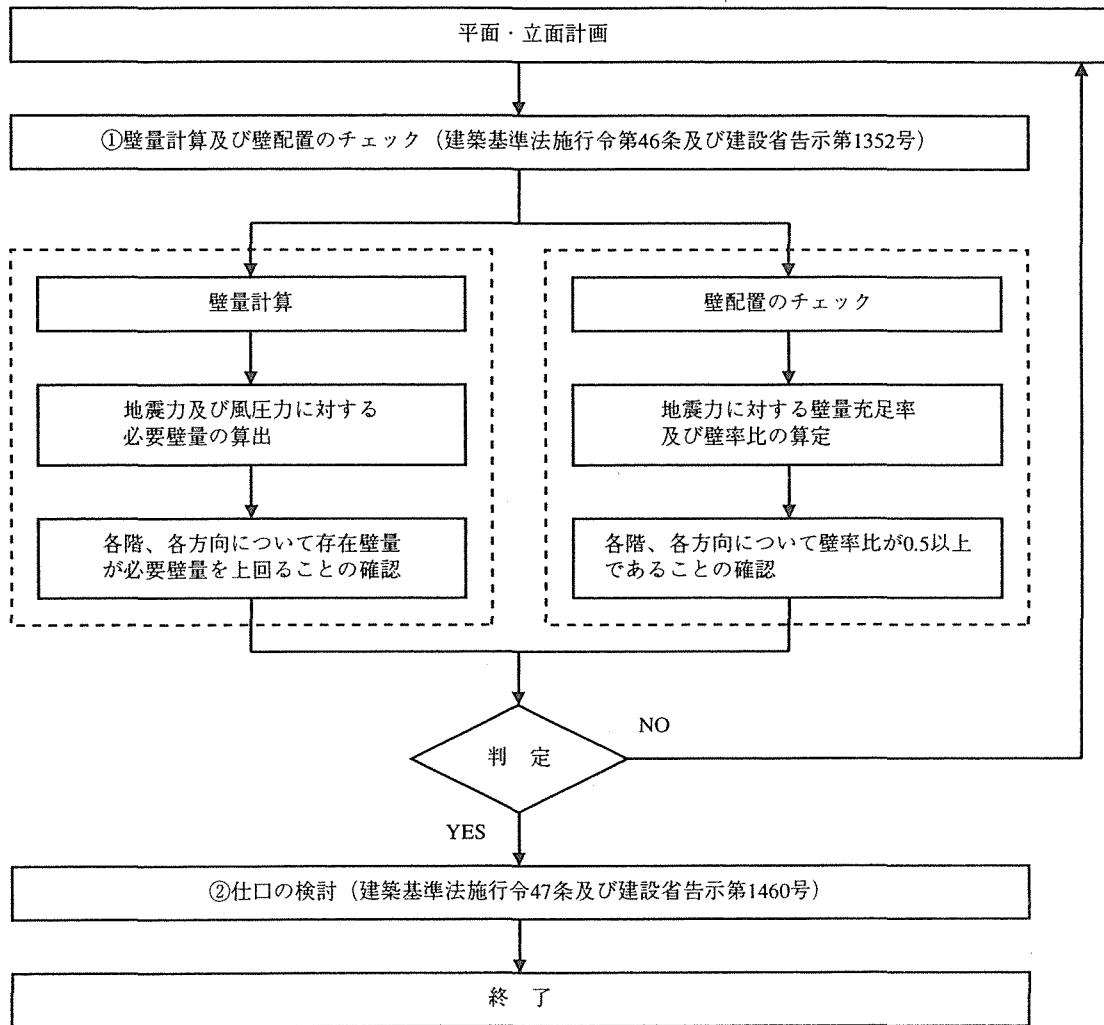 平面・立面計画
①壁量計算及び壁配置のチェック（建築基準法施行令第46条及び建設省告示第1352号）
壁量計算
地震力及び風圧力に対する
必要壁量の算出
各階、各方向について存在壁量
が必要壁量を上回ることの確認
壁配置のチェック
地震力に対する壁量充足率
及び壁率比の算定
各階、各方向について壁率比が0.5以上
であることの確認
判　定
NO
YES
②仕口の検討（建築基準法施行令47条及び建設省告示第1460号）
終　了